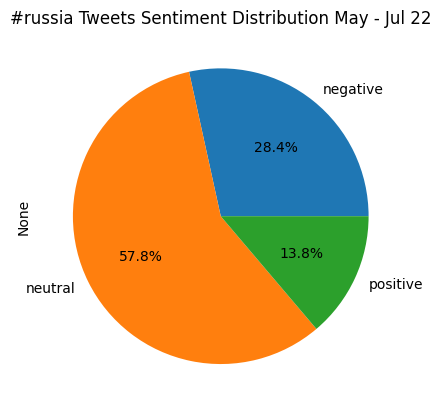 #russia Tweets Sentiment Distribution May - Jul 22
negative
28.4%
None
57.8%
13.8%
neutral
positive